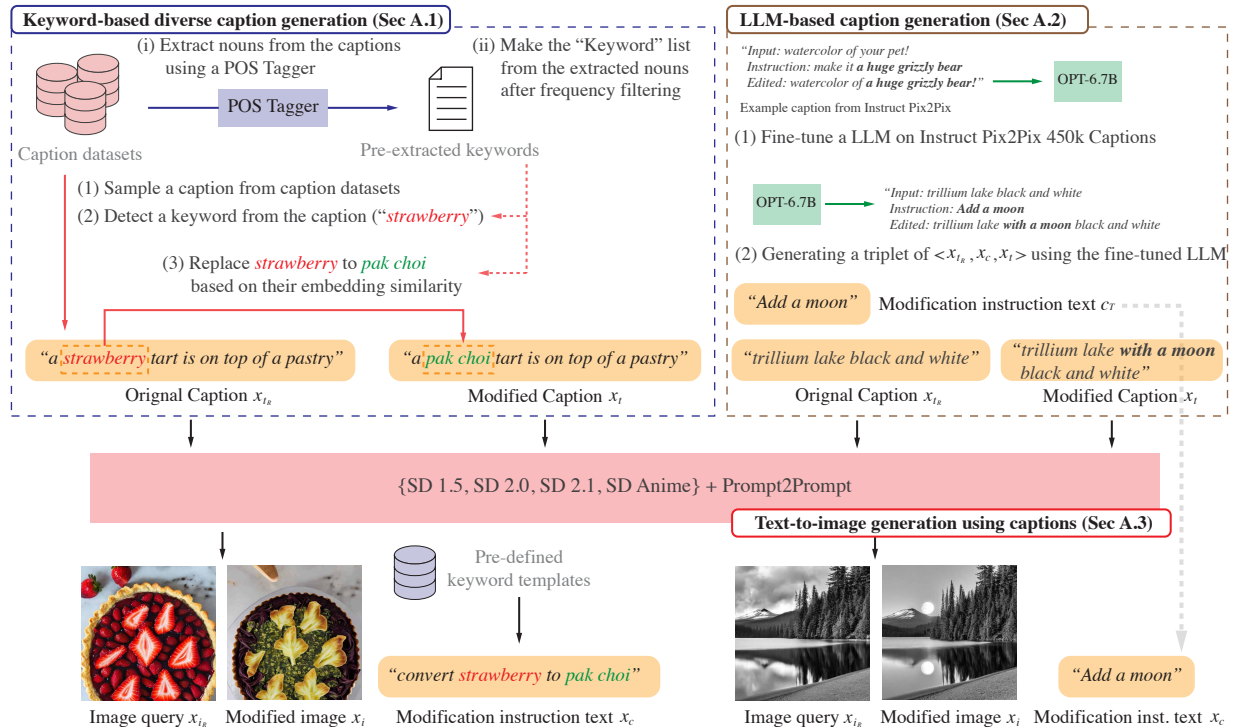 Keyword-based diverse caption generation (Sec A.1)
(i) Extract nouns from the captions
using a POS Tagger
(ii) Make the “Keyword” list
from the extracted nouns
after frequency filtering
POS Tagger
Caption datasets
Pre-extracted keywords
(1) Sample a caption from caption datasets
(2) Detect a keyword from the caption (“strawberry”)
(3) Replace strawberry to pak choi
based on their embedding similarity
“a strawberry tart is on top of a pastry”
“a pak choi tart is on top of a pastry”
Orignal Caption x_{t_R}
Modified Caption x_t
LLM-based caption generation (Sec A.2)
“Input: watercolor of your pet!
Instruction: make it a huge grizzly bear
Edited: watercolor of a huge grizzly bear!”
OPT-6.7B
Example caption from Instruct Pix2Pix
(1) Fine-tune a LLM on Instruct Pix2Pix 450k Captions
OPT-6.7B
“Input: trillium lake black and white
Instruction: Add a moon
Edited: trillium lake with a moon black and white
(2) Generating a triplet of <x_{t_R}, x_c, x_t> using the fine-tuned LLM
“Add a moon”
Modification instruction text c_T
“trillium lake black and white”
“trillium lake with a moon
black and white”
Orignal Caption x_{t_R}
Modified Caption x_t
{SD 1.5, SD 2.0, SD 2.1, SD Anime} + Prompt2Prompt
Text-to-image generation using captions (Sec A.3)
Pre-defined
keyword templates
“convert strawberry to pak choi”
“Add a moon”
Image query x_{i_R}
Modified image x_i
Modification instruction text x_c
Image query x_{i_R}
Modified image x_i
Modification inst. text x_c